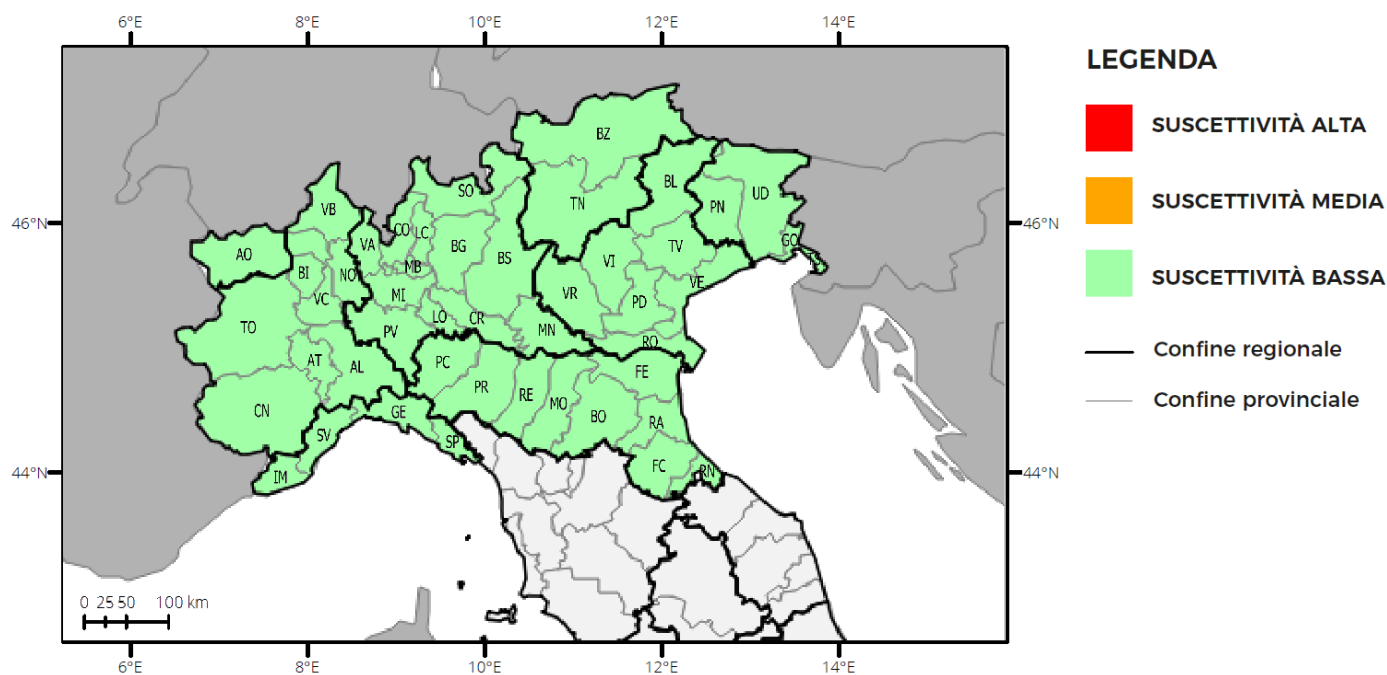 6°E 8°E 10°E 12°E 14°E
LEGENDA
SUSCETTIVITÀ ALTA
SUSCETTIVITÀ MEDIA
SUSCETTIVITÀ BASSA
Confine regionale
Confine provinciale
46°N
46°N
44°N
44°N
BZ
BL
UD
SO
TN
PN
VB
CO
LC
VA
GO
AO
BG
BS
VI
TV
BI
NO
MB
VE
VR
VC
MI
PD
LO
CR
TO
PV
MN
RO
AT
AL
PC
FE
PR
RE
MO
BO
CN
GE
RA
SV
SP
FC
RN
IM
0 25 50 100 km
6°E 8°E 10°E 12°E 14°E